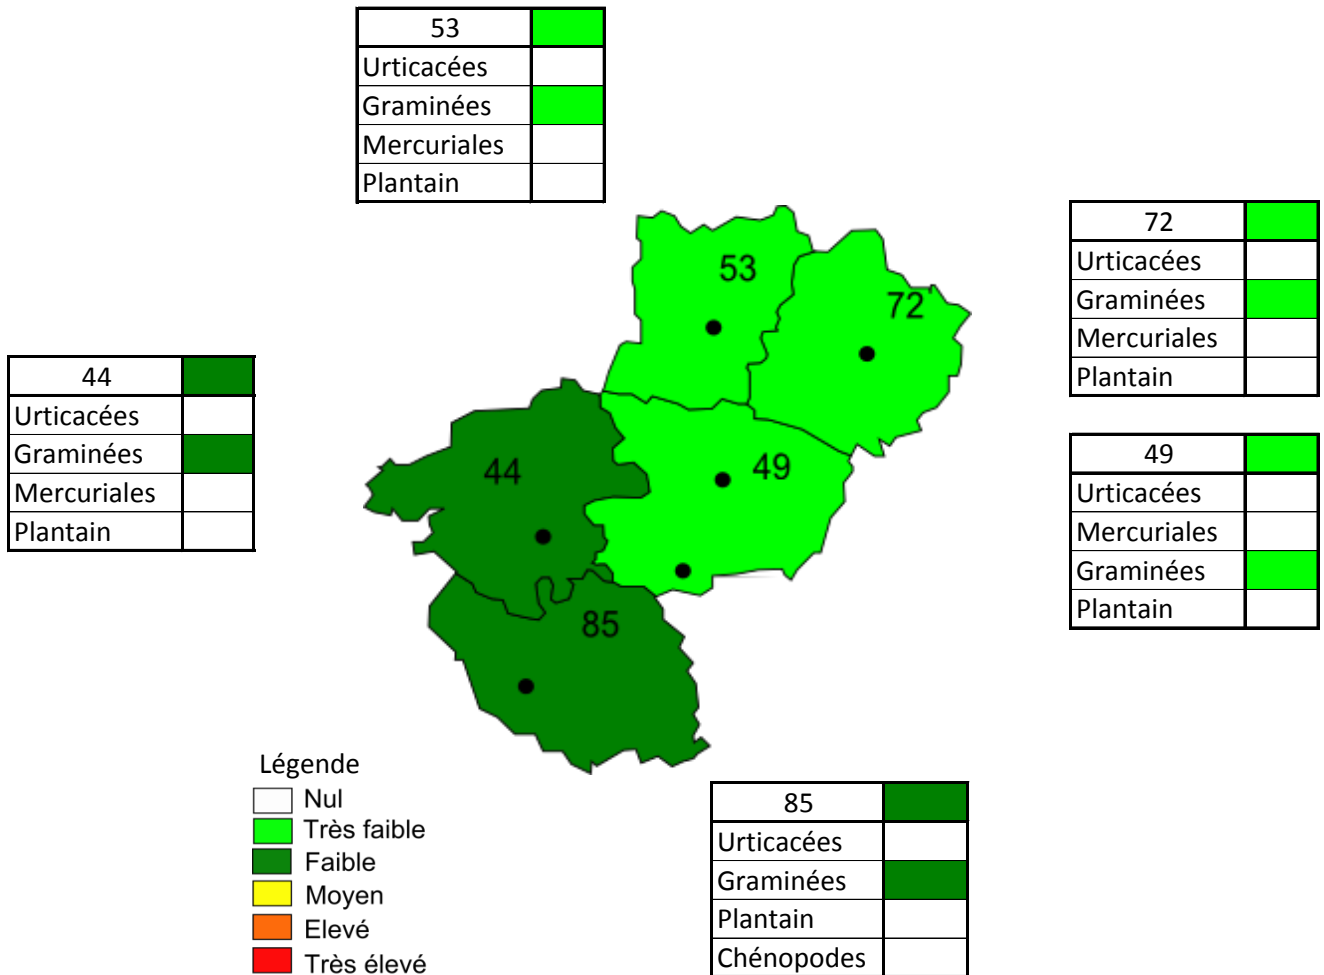 53
Urticacées
Graminées
Mercuriales
Plantain
72
Urticacées
Graminées
Mercuriales
Plantain
53
72
44
Urticacées
Graminées
Mercuriales
Plantain
44
49
49
Urticacées
Mercuriales
Graminées
Plantain
85
Légende
Nul
Très faible
Faible
Moyen
Elevé
Très élevé
85
Urticacées
Graminées
Plantain
Chénopodes